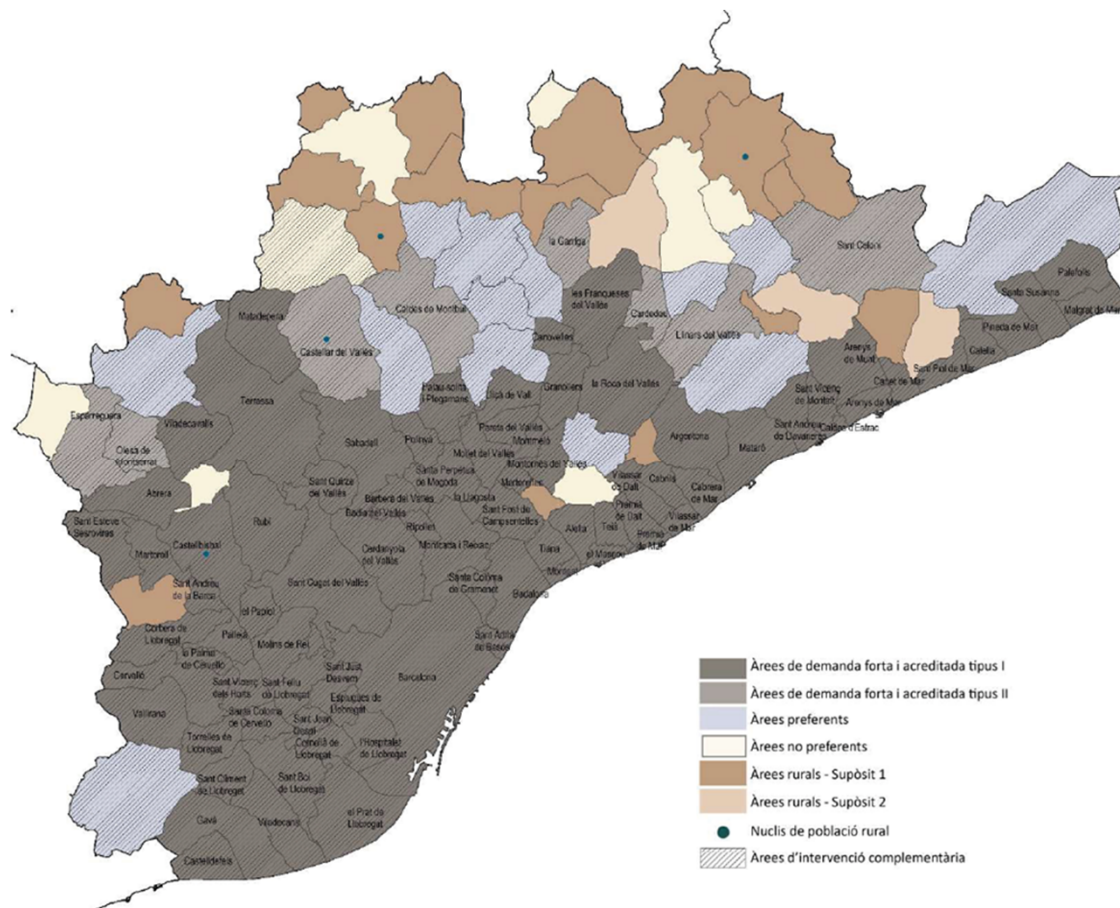 la Garriga
Sant Celoni
Palafolls
Santa Susanna
Malgrat de Mar
les Franqueses
del Vallès
Caldes de Montbui
Cardedeu
Matadepera
Llinars del Vallès
Pineda de Mar
Canovelles
Arenys
de Munt
Calella
Castellar del Vallès
Sant Pol de Mar
Canet de Mar
Granollers
la Roca del Vallès
Sant Vicenç
de Montalt
Palau-solità
i Plegamans
Lliçà de Vall
Terrassa
Arenys de Mar
Esparreguera
Viladecavalls
Parets del Vallès
Argentona
Sant Andreu
de Llavaneres
Caldes d'Estrac
Sabadell
Polinyà
Montmeló
Mataró
Olesa de
Montserrat
Mollet del Vallès
Montornès del Vallès
Santa Perpètua
de Mogoda
Vilassar
de Dalt
Cabrils
Sant Quirze
del Vallès
Martorelles
Cabrera
de Mar
Abrera
Barberà del Vallès
la Llagosta
Premià
de Dalt
Badia del Vallès
Sant Fost de
Campsentelles
Vilassar
de Mar
Sant Esteve
Sesrovires
Rubí
Ripollet
Alella
Teià
Premià
de Mar
Castellbisbal
Martorell
Cerdanyola
del Vallès
Montcada i Reixac
Tiana
el Masnou
Montgat
Sant Andreu
de la Barca
Sant Cugat del Vallès
Santa Coloma
de Gramenet
Badalona
el Papiol
Corbera de
Llobregat
Pallejà
Molins de Rei
Sant Adrià
de Besòs
la Palma
de Cervelló
Cervelló
Sant Just
Desvern
Barcelona
Sant Vicenç
dels Horts
Sant Feliu
de Llobregat
Esplugues de
Llobregat
Vallirana
Santa Coloma
de Cervelló
Sant Joan
Despí
Torrelles de
Llobregat
Cornellà de
Llobregat
l'Hospitalet
de Llobregat
Sant Climent
de Llobregat
Sant Boi
de Llobregat
el Prat de
Llobregat
Gavà
Viladecans
Castelldefels
Àrees de demanda forta i acreditada tipus I
Àrees de demanda forta i acreditada tipus II
Àrees preferents
Àrees no preferents
Àrees rurals - Supòsit 1
Àrees rurals - Supòsit 2
Nuclis de població rural
Àrees d'intervenció complementària